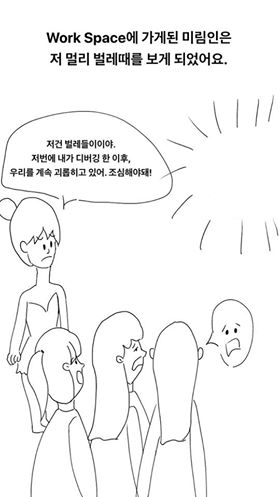 Work Space에 가게된 미림인은
저 멀리 벌레때를 보게 되었어요.
저건 벌레들이이야.
저번에 내가 디버깅 한 이후,
우리를 계속 괴롭히고 있어. 조심해야돼!